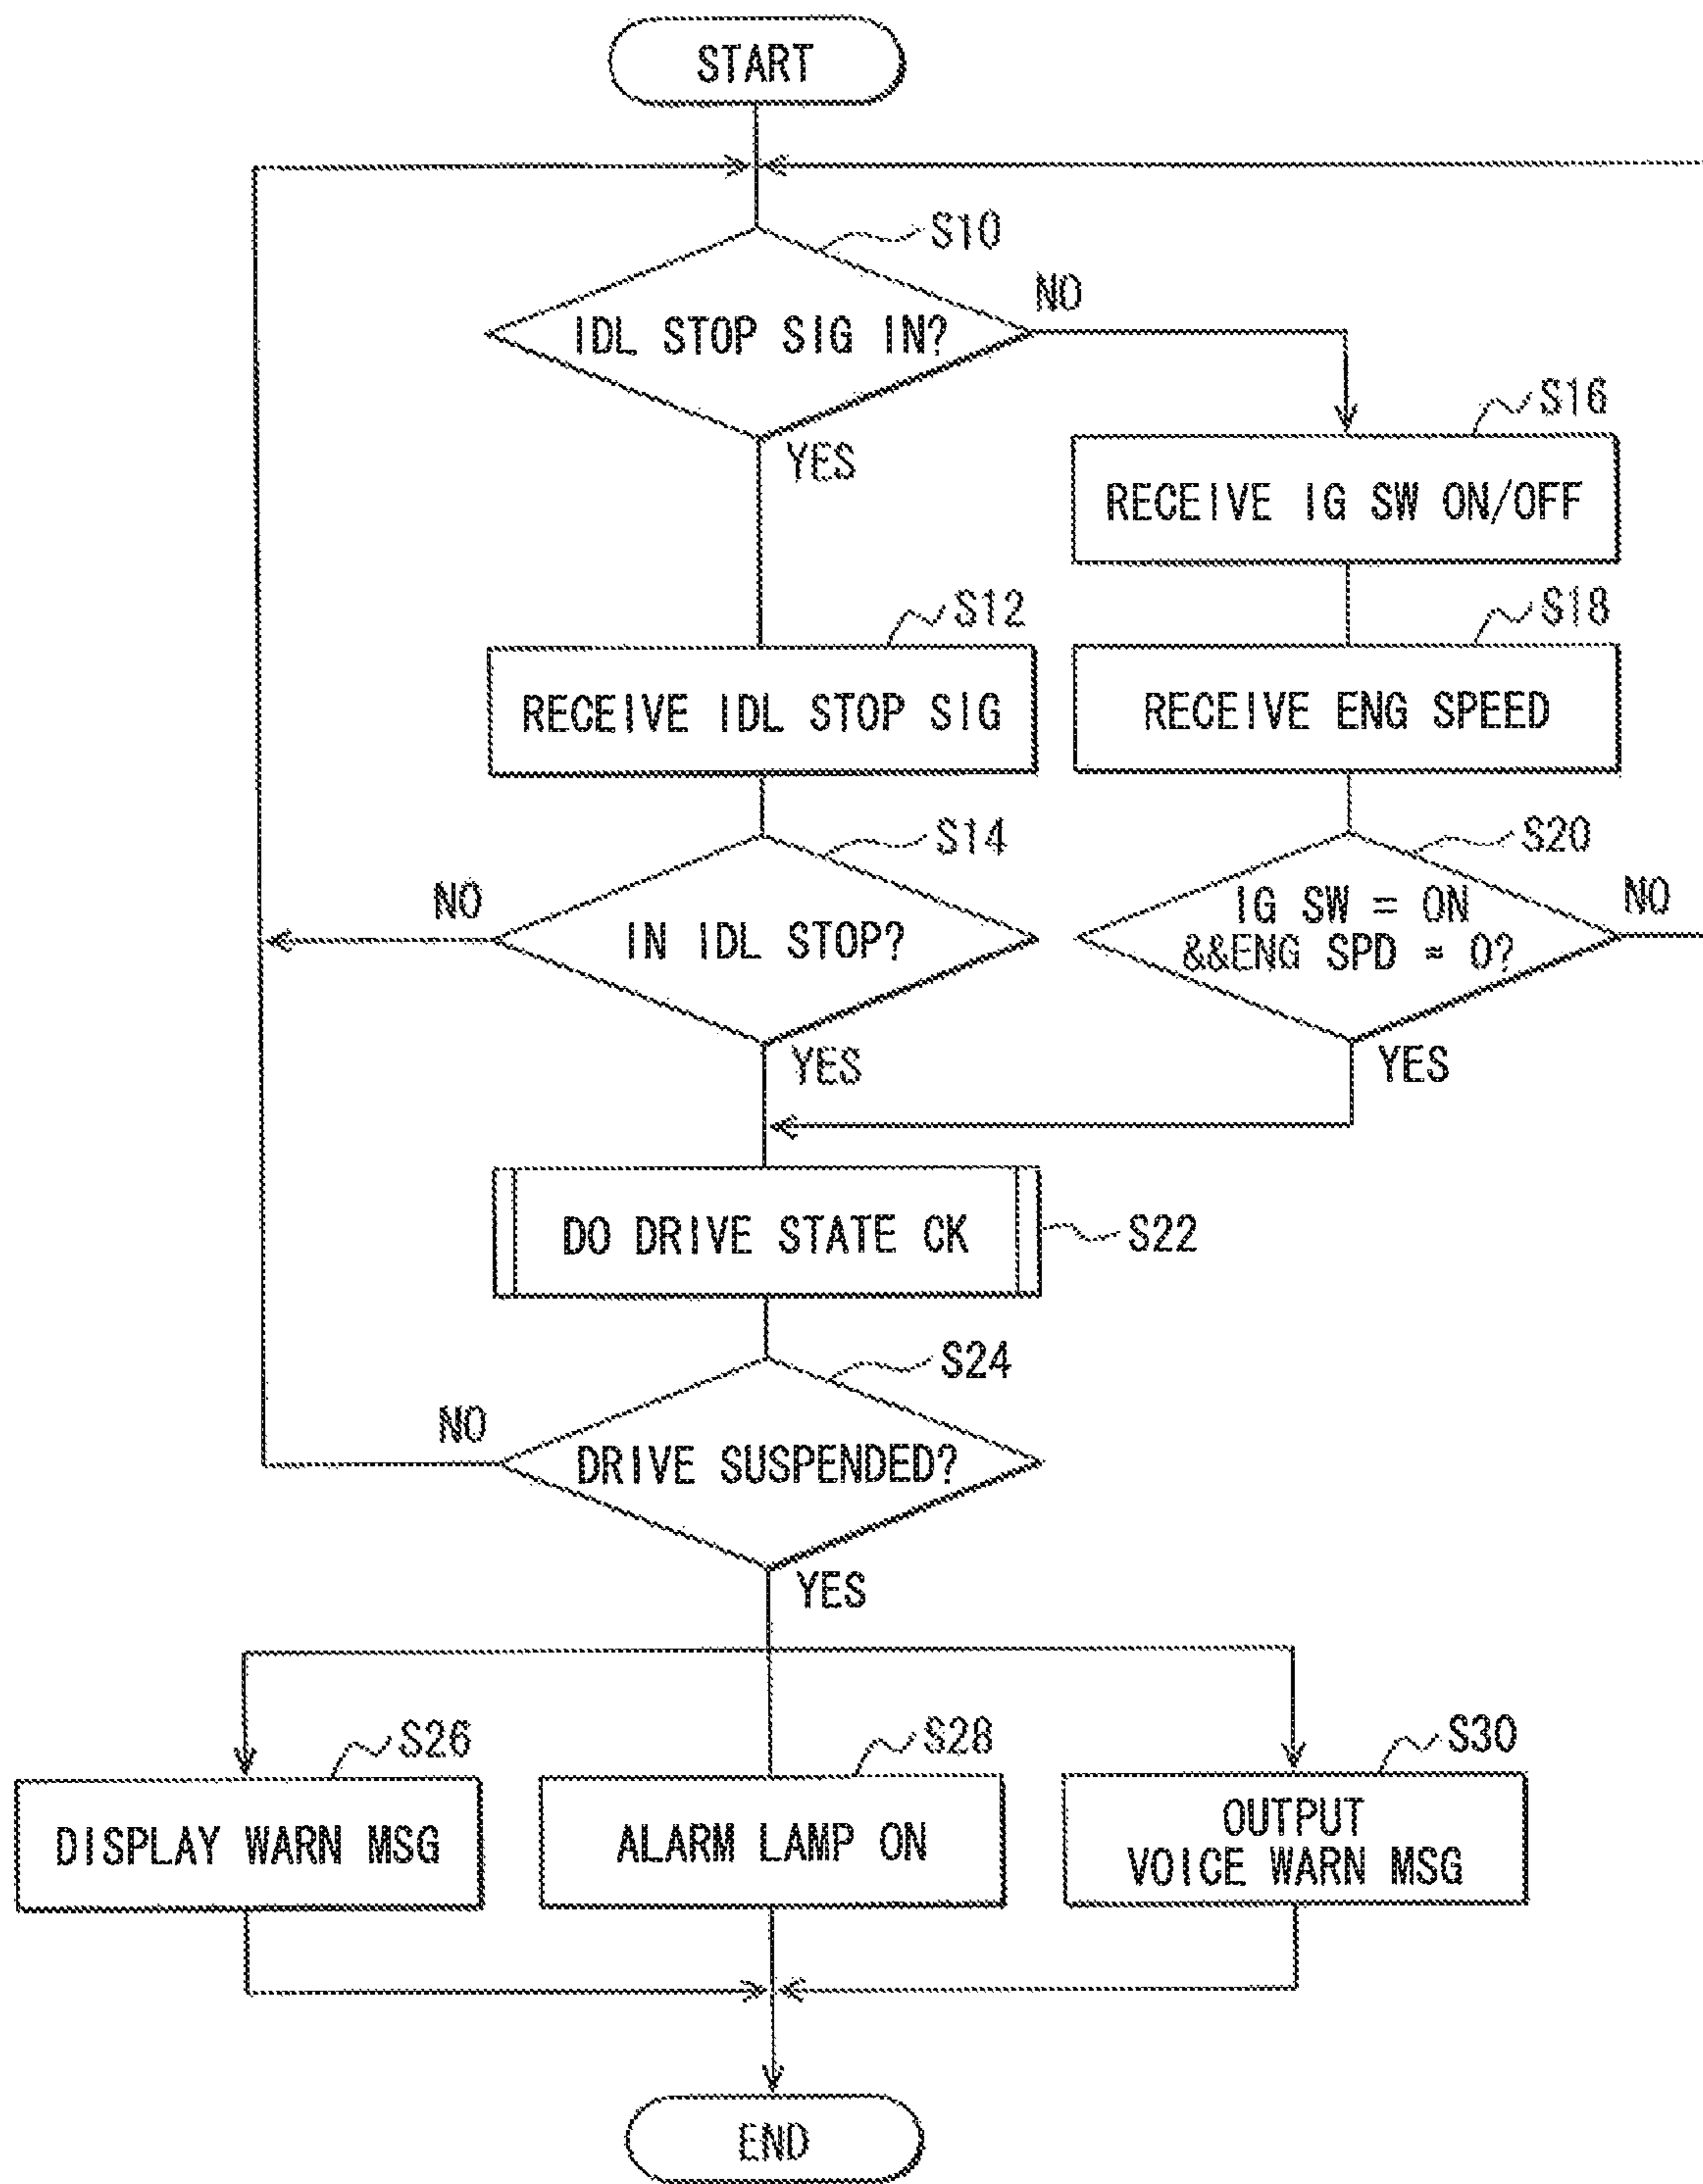 START
S10
IDL STOP SIG IN?
NO
YES
S16
RECEIVE IG SW ON/OFF
S12
RECEIVE IDL STOP SIG
S18
RECEIVE ENG SPEED
S14
IN IDL STOP?
NO
YES
S20
IG SW = ON
&&ENG SPD = 0?
NO
YES
DO DRIVE STATE CK
S22
S24
DRIVE SUSPENDED?
NO
YES
S26
DISPLAY WARN MSG
S28
ALARM LAMP ON
S30
OUTPUT
VOICE WARN MSG
END